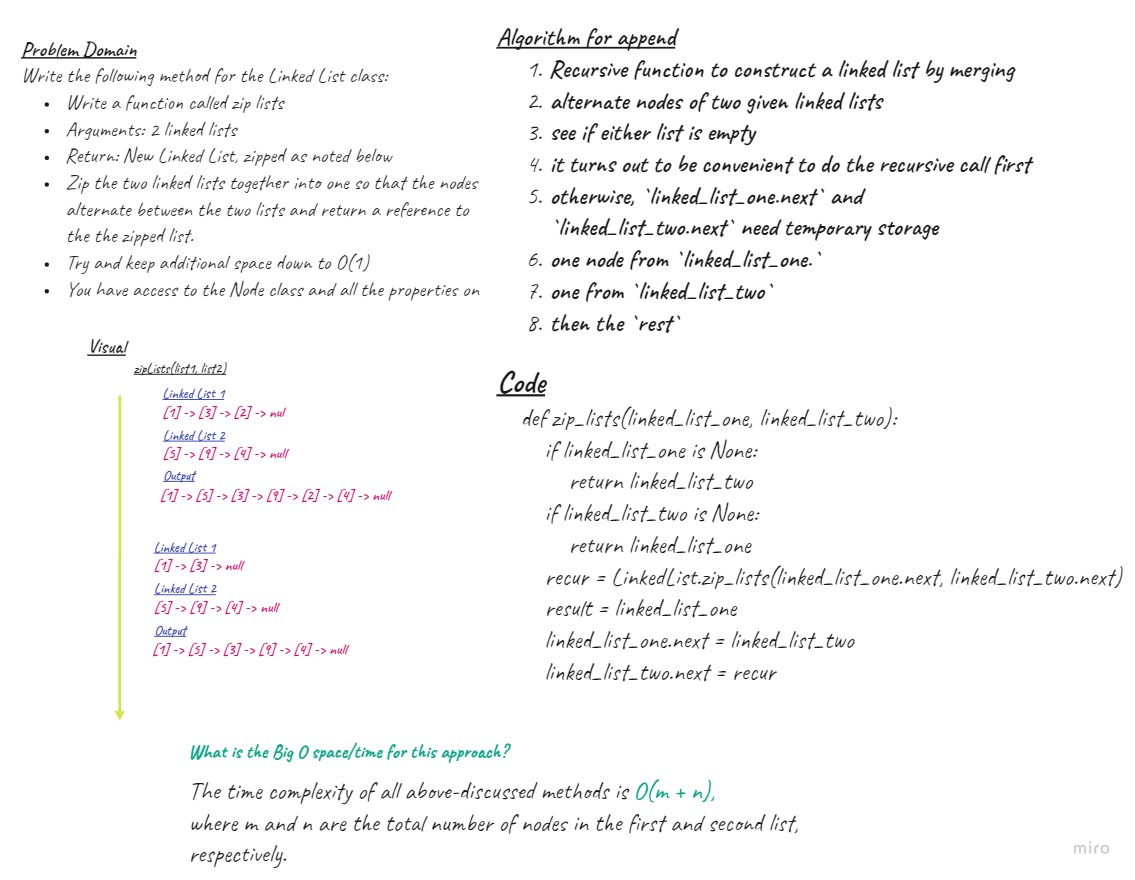 Problem Domain
Write the following method for the Linked List class:
• Write a function called zip lists
• Arguments: 2 linked lists
• Return: New Linked List, zipped as noted below
• Zip the two linked lists together into one so that the nodes
alternate between the two lists and return a reference to
the the zipped list.
• Try and keep additional space down to O(1)
• You have access to the Node class and all the properties on
Visual
zipLists(list1, list2)
Linked List 1
[1] -> [3] -> [2] -> nul
Linked List 2
[5] -> [9] -> [4] -> null
Output
[1] -> [5] -> [3] -> [9] -> [2] -> [4] -> null
Linked List 1
[1] -> [3] -> null
Linked List 2
[5] -> [9] -> [4] -> null
Output
[1] -> [5] -> [3] -> [9] -> [4] -> null
Algorithm for append
1. Recursive function to construct a linked list by merging
2. alternate nodes of two given linked lists
3. see if either list is empty
4. it turns out to be convenient to do the recursive call first
5. otherwise, `linked_list_one.next` and
`linked_list_two.next` need temporary storage
6. one node from `linked_list_one.`
7. one from `linked_list_two`
8. then the `rest`
Code
def zip_lists(linked_list_one, linked_list_two):
if linked_list_one is None:
return linked_list_two
if linked_list_two is None:
return linked_list_one
recur = LinkedList.zip_lists(linked_list_one.next, linked_list_two.next)
result = linked_list_one
linked_list_one.next = linked_list_two
linked_list_two.next = recur
What is the Big O space/time for this approach?
The time complexity of all above-discussed methods is O(m + n),
where m and n are the total number of nodes in the first and second list,
respectively.
miro